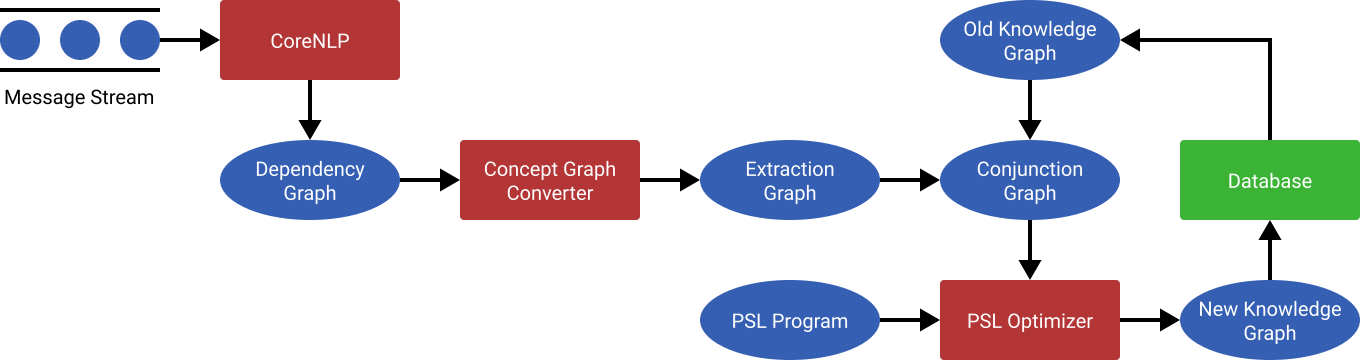 CoreNLP
Old Knowledge
Graph
Message Stream
Dependency
Graph
Concept Graph
Converter
Extraction
Graph
Conjunction
Graph
Database
PSL Program
PSL Optimizer
New Knowledge
Graph